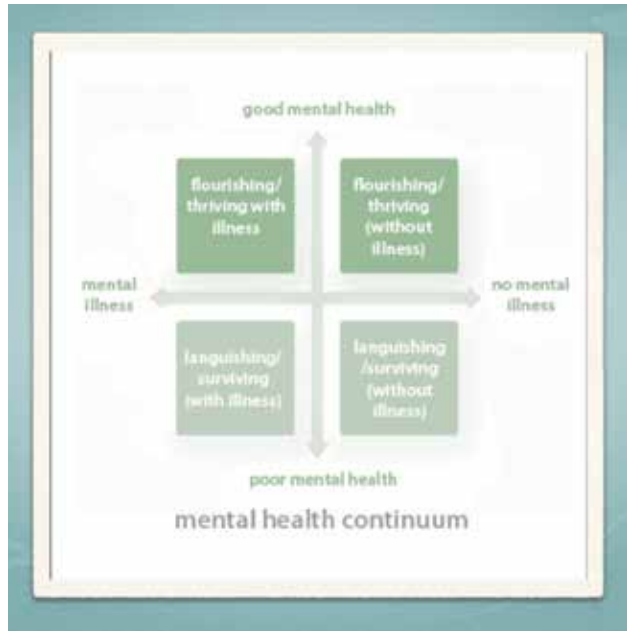 good mental health
flourishing/
thriving with
illness
flourishing/
thriving
(without
illness)
mental
illness
no mental
illness
languishing/
surviving
(with illness)
languishing
/surviving
(without
illness)
poor mental health
mental health continuum